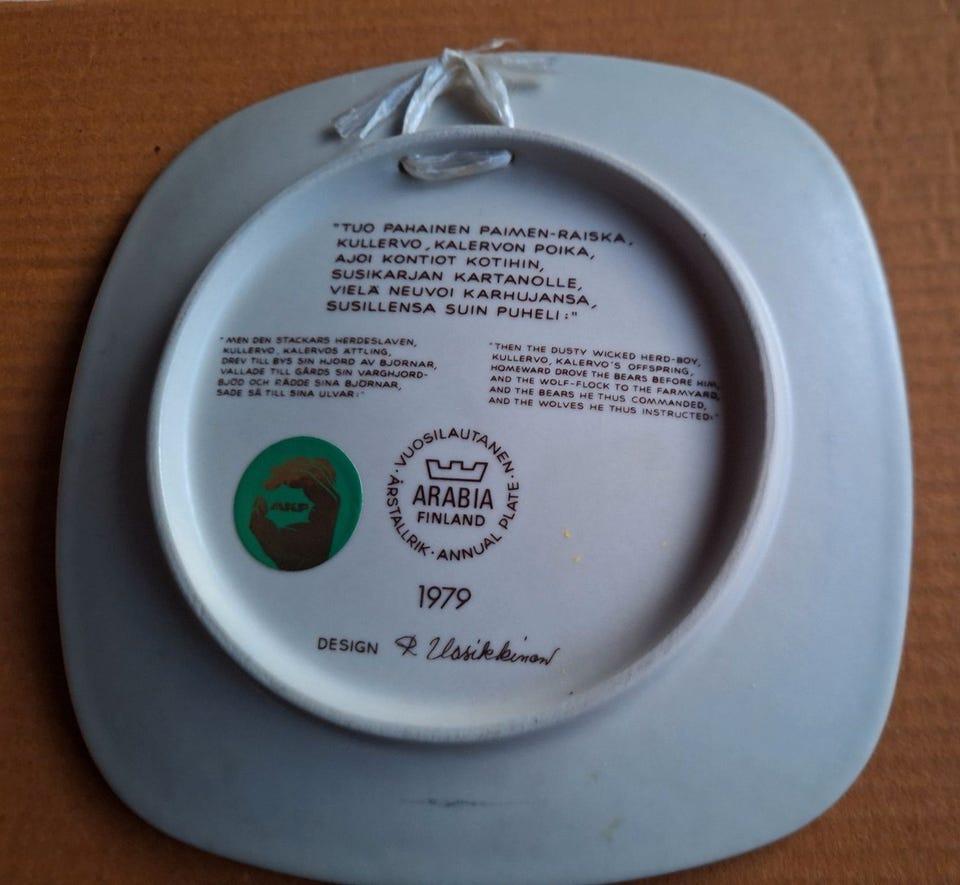 "TUO PAHAINEN PAIMEN-RAISKA,
KULLERVO, KALERVON POIKA,
AJOI KONTIOT KOTIHIN,
SUSIKARJAN KARTANOLLE,
VIELÄ NEUVOI KARHUJANSA,
SUSILLENSA SUIN PUHELI:"
"MEN DEN STACKARS HERDESLAVEN,
KULLERVO, KALERVOS ÄTTLING,
DREV TILL BYS SIN HJORD AV BJÖRNAR,
VALLADE TILL GÅRDS SIN VARGHJORD-
BJÖD OCH RÅDDE SINA BJÖRNAR,
SADE SÅ TILL SINA ULVAR:"
"THEN THE DUSTY WICKED HERD-BOY,
KULLERVO, KALERVO'S OFFSPRING,
HOMEWARD DROVE THE BEARS BEFORE HIM,
AND THE WOLF-FLOCK TO THE FARMYARD,
AND THE BEARS HE THUS COMMANDED,
AND THE WOLVES HE THUS INSTRUCTED:"
· VUOSILAUTANEN ·
ARABIA
FINLAND
ÅRSTALLRIK · ANNUAL PLATE
1979
DESIGN R Uosikkinen